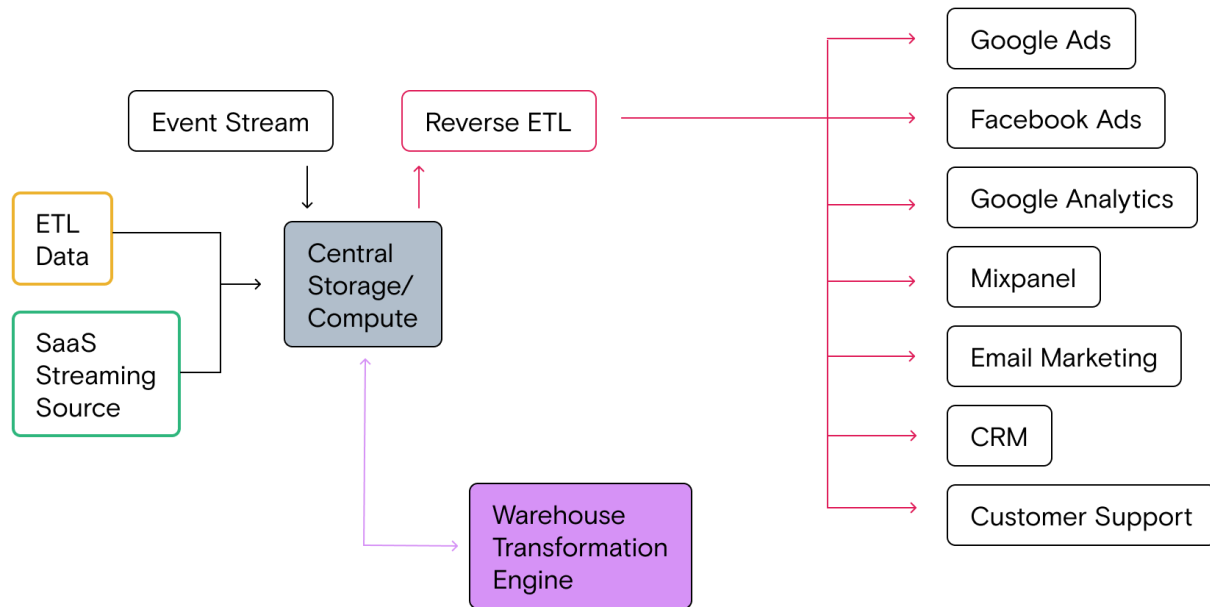 Google Ads
Event Stream
Reverse ETL
Facebook Ads
ETL
Data
Google Analytics
Central
Storage/
Compute
Mixpanel
SaaS
Streaming
Source
Email Marketing
CRM
Warehouse
Transformation
Engine
Customer Support